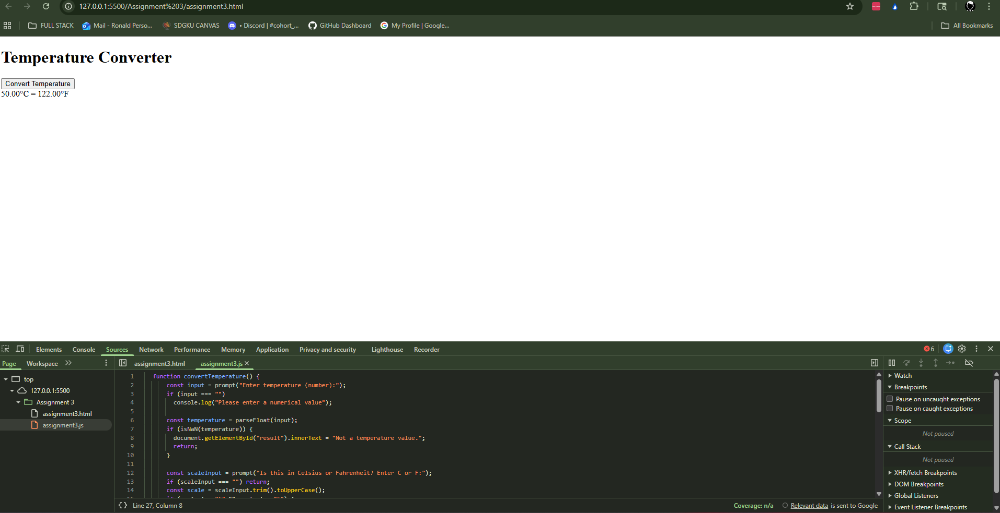 127.0.0.1:5500/Assignment%203/assignment3.html
FULL STACK Mail - Ronald Perso... SDGKU CANVAS • Discord | #cohort_... GitHub Dashboard My Profile | Google... All Bookmarks
Temperature Converter
Convert Temperature
50.00°C = 122.00°F
Elements Console Sources Network Performance Memory Application Privacy and security Lighthouse Recorder 6
Page Workspace assignment3.html assignment3.js
top
127.0.0.1:5500
Assignment 3
assignment3.html
assignment3.js
1 function convertTemperature() {
2 const input = prompt("Enter temperature (number):");
3 if (input === "")
4 console.log("Please enter a numerical value");
5
6 const temperature = parseFloat(input);
7 if (isNaN(temperature)) {
8 document.getElementById("result").innerText = "Not a temperature value.";
9 return;
10 }
11
12 const scaleInput = prompt("Is this in Celsius or Fahrenheit? Enter C or F:");
13 if (scaleInput === "") return;
14 const scale = scaleInput.trim().toUpperCase();
{} Line 27, Column 8
Coverage: n/a
Relevant data is sent to Google
Watch
Breakpoints
Pause on uncaught exceptions
Pause on caught exceptions
Scope
Not paused
Call Stack
Not paused
XHR/fetch Breakpoints
DOM Breakpoints
Global Listeners
Event Listener Breakpoints